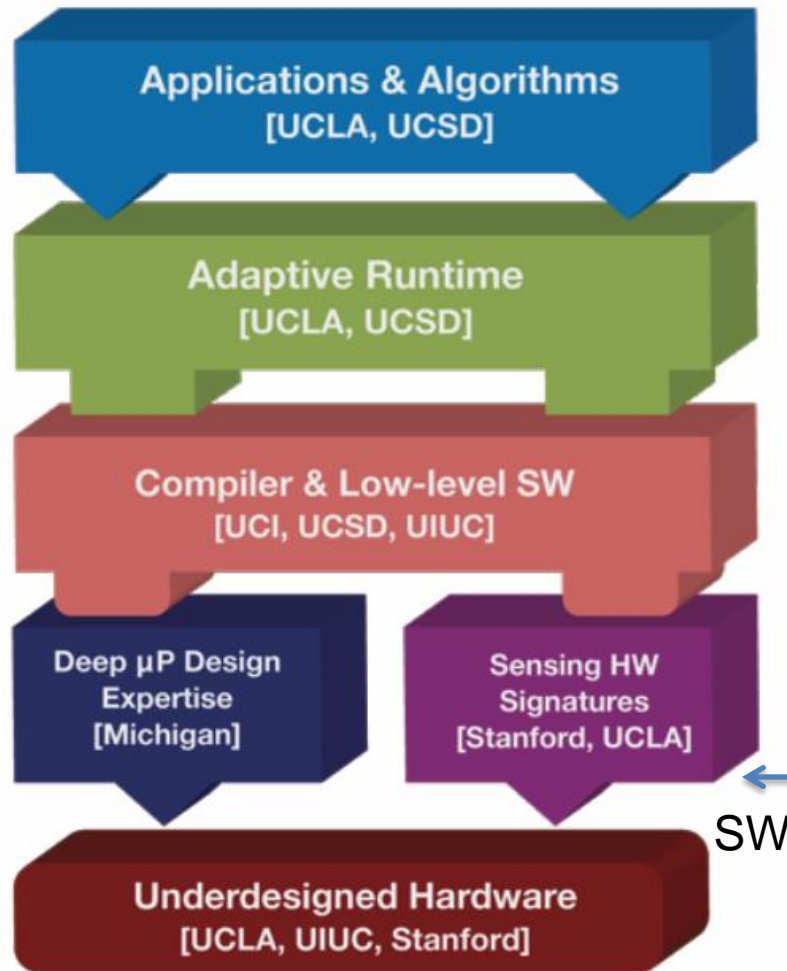 Applications & Algorithms
[UCLA, UCSD]
Adaptive Runtime
[UCLA, UCSD]
Compiler & Low-level SW
[UCI, UCSD, UIUC]
Deep μP Design
Expertise
[Michigan]
Sensing HW
Signatures
[Stanford, UCLA]
SW
Underdesigned Hardware
[UCLA, UIUC, Stanford]